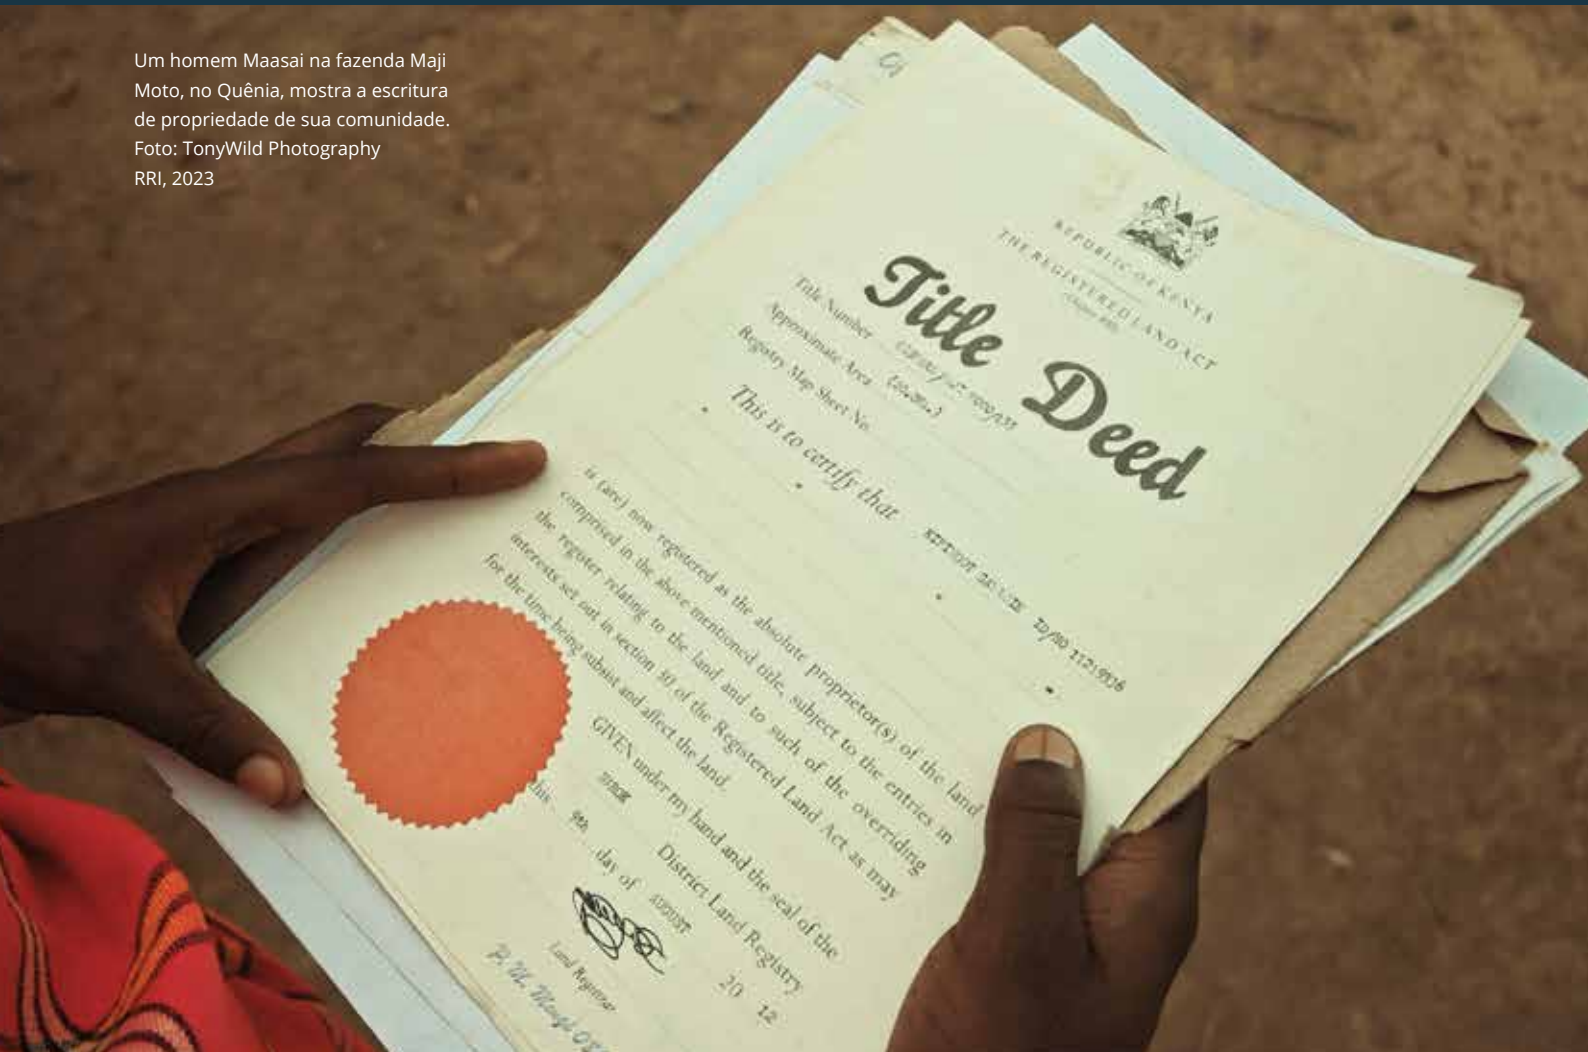 Um homem Maasai na fazenda Maji
Moto, no Quênia, mostra a escritura
de propriedade de sua comunidade.
Foto: TonyWild Photography
RRI, 2023
REPUBLIC OF KENYA
THE REGISTERED LAND ACT
Title Deed
Title Number
Approximate Area
Registry Map Sheet No.
This is to certify that
ID/NO
is (are) now registered as the absolute proprietor(s) of the land
comprised in the above-mentioned title, subject to the entries in
the register relating to the land and to such of the overriding
interests set out in section 30 of the Registered Land Act as may
for the time being subsist and affect the land.
GIVEN under my hand and the seal of the
District Land Registry
this 9th day of AUGUST 20 12
Land Registrar